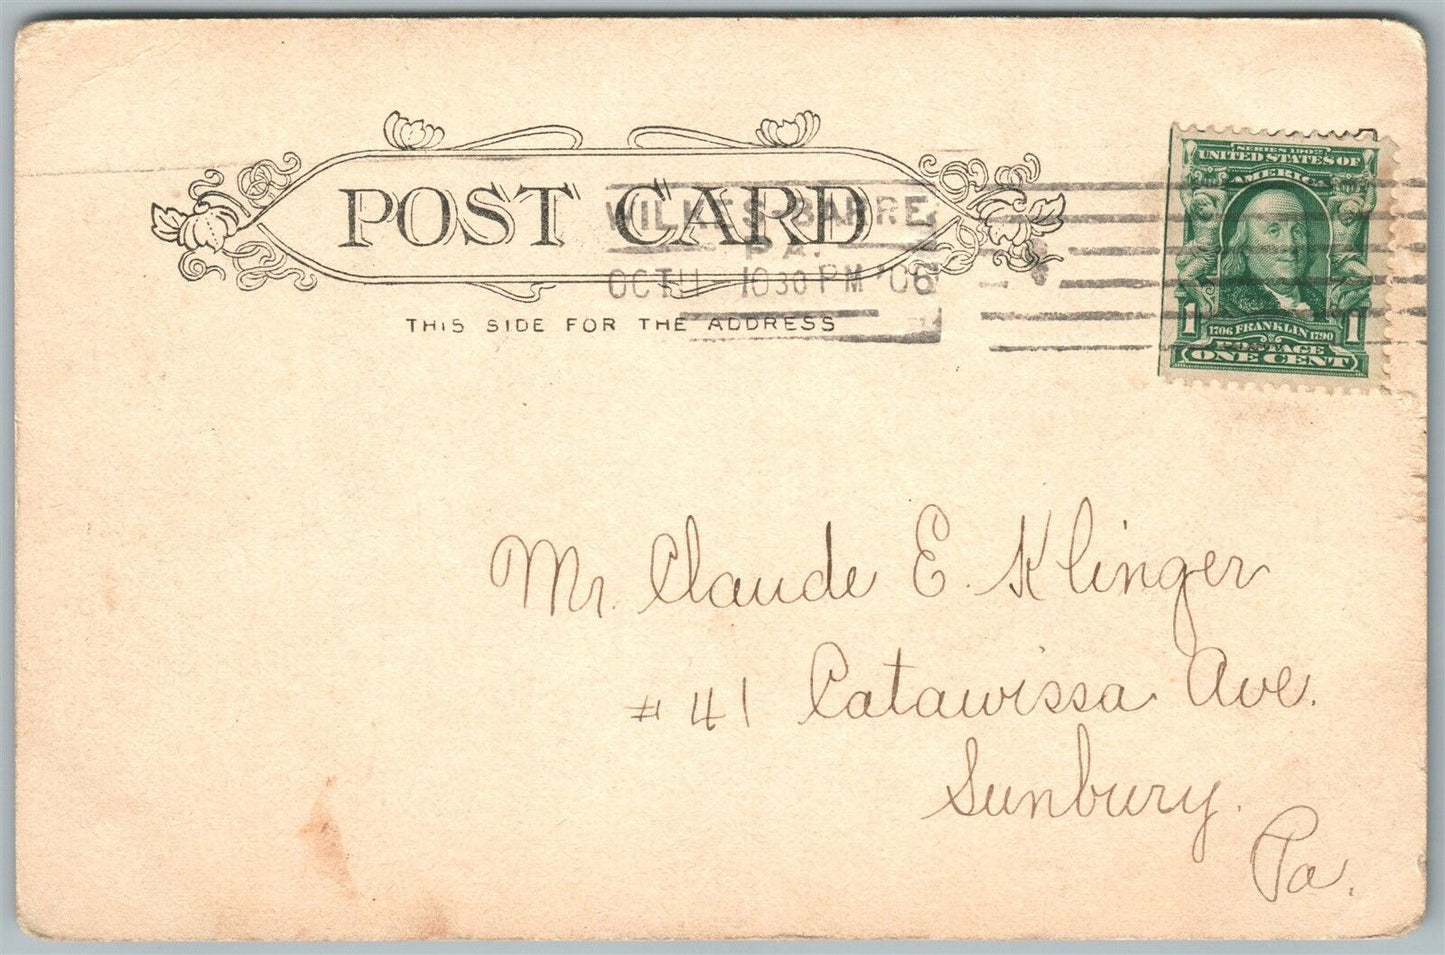 POST CARD
WILKES-BARRE
PA.
OCT 11 10 30 PM '06
THIS SIDE FOR THE ADDRESS
SERIES 1902
UNITED STATES OF
AMERICA
1 1706 FRANKLIN 1790 1
POSTAGE
ONE CENT
Mr. Claude E. Klinger
# 41 Catawissa Ave.
Sunbury.
Pa.